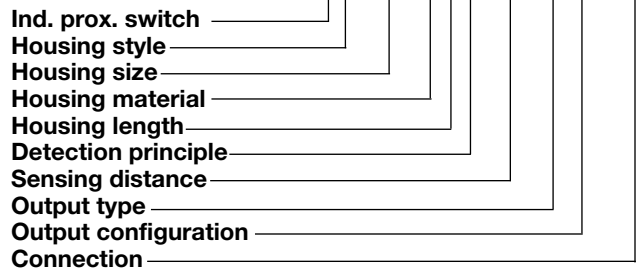 Ind. prox. switch
Housing style
Housing size
Housing material
Housing length
Detection principle
Sensing distance
Output type
Output configuration
Connection